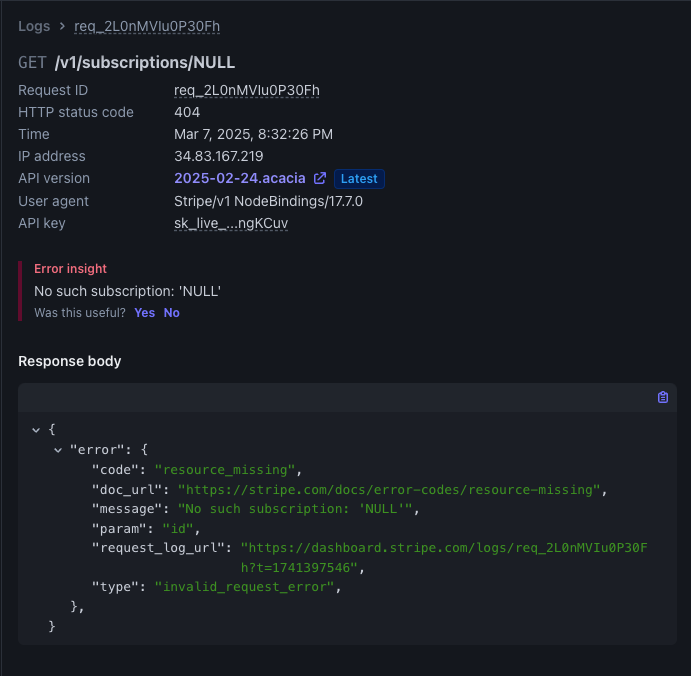 Logs > req_2L0nMVIu0P30Fh
GET /v1/subscriptions/NULL
Request ID req_2L0nMVIu0P30Fh
HTTP status code 404
Time Mar 7, 2025, 8:32:26 PM
IP address 34.83.167.219
API version 2025-02-24.acacia Latest
User agent Stripe/v1 NodeBindings/17.7.0
API key sk_live_...ngKCuv
Error insight
No such subscription: 'NULL'
Was this useful? Yes No
Response body
{
"error": {
"code": "resource_missing",
"doc_url": "https://stripe.com/docs/error-codes/resource-missing",
"message": "No such subscription: 'NULL'",
"param": "id",
"request_log_url": "https://dashboard.stripe.com/logs/req_2L0nMVIu0P30F
h?t=1741397546",
"type": "invalid_request_error",
},
}